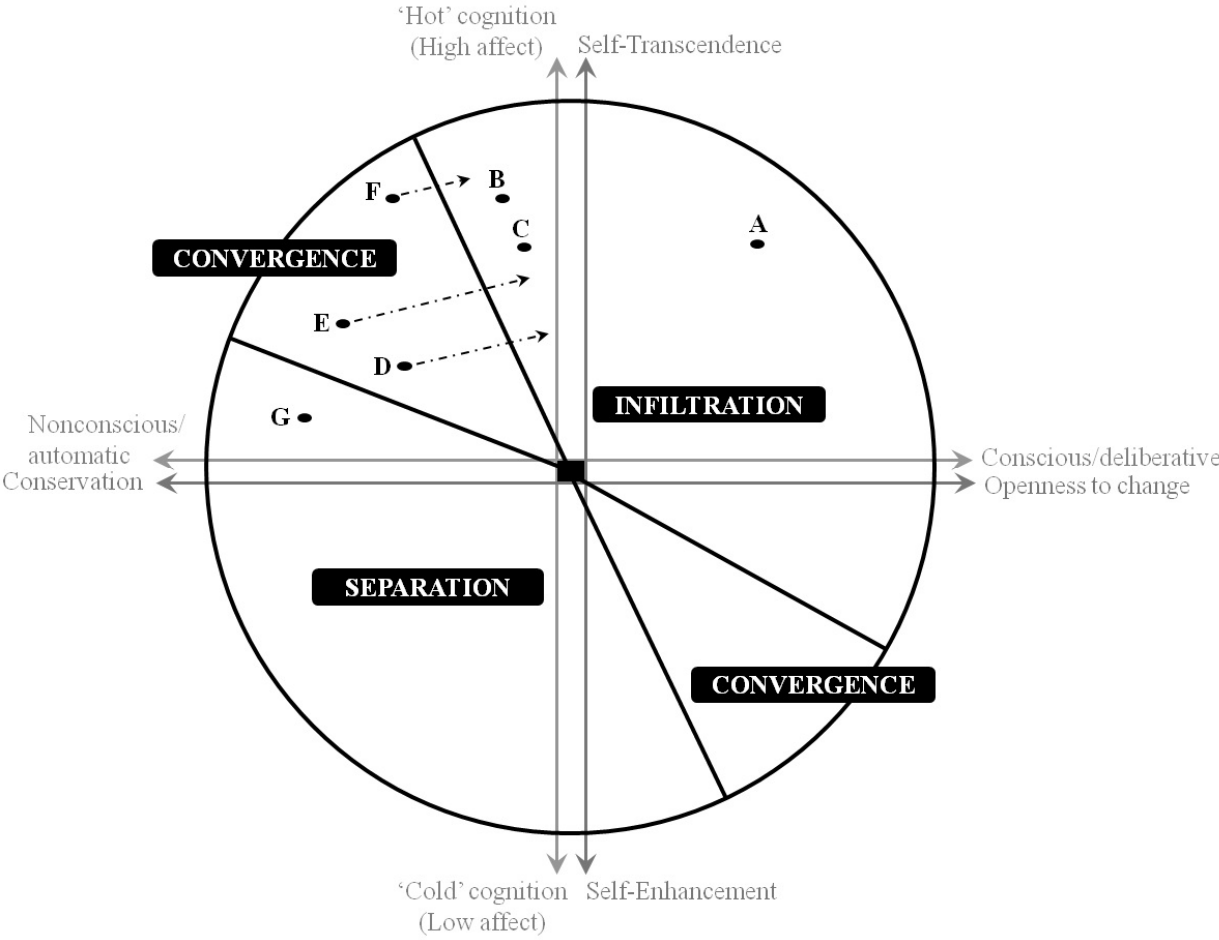 ‘Hot’ cognition
(High affect)
Self-Transcendence
F
B
C
A
CONVERGENCE
E
D
G
INFILTRATION
Nonconscious/
automatic
Conservation
Conscious/deliberative
Openness to change
SEPARATION
CONVERGENCE
‘Cold’ cognition
(Low affect)
Self-Enhancement